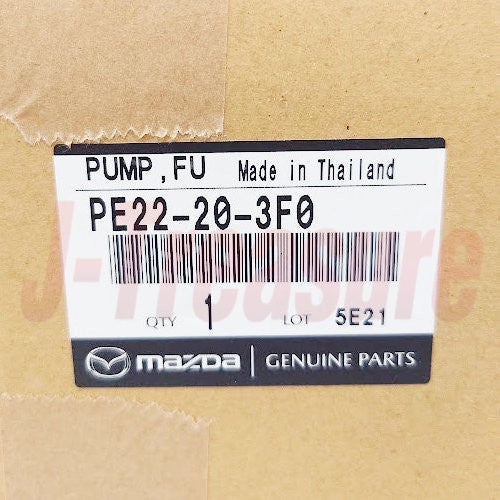 PUMP,FU Made in Thailand
PE22-20-3F0
QTY 1 LOT 5E21
mazda GENUINE PARTS
J-Treasure